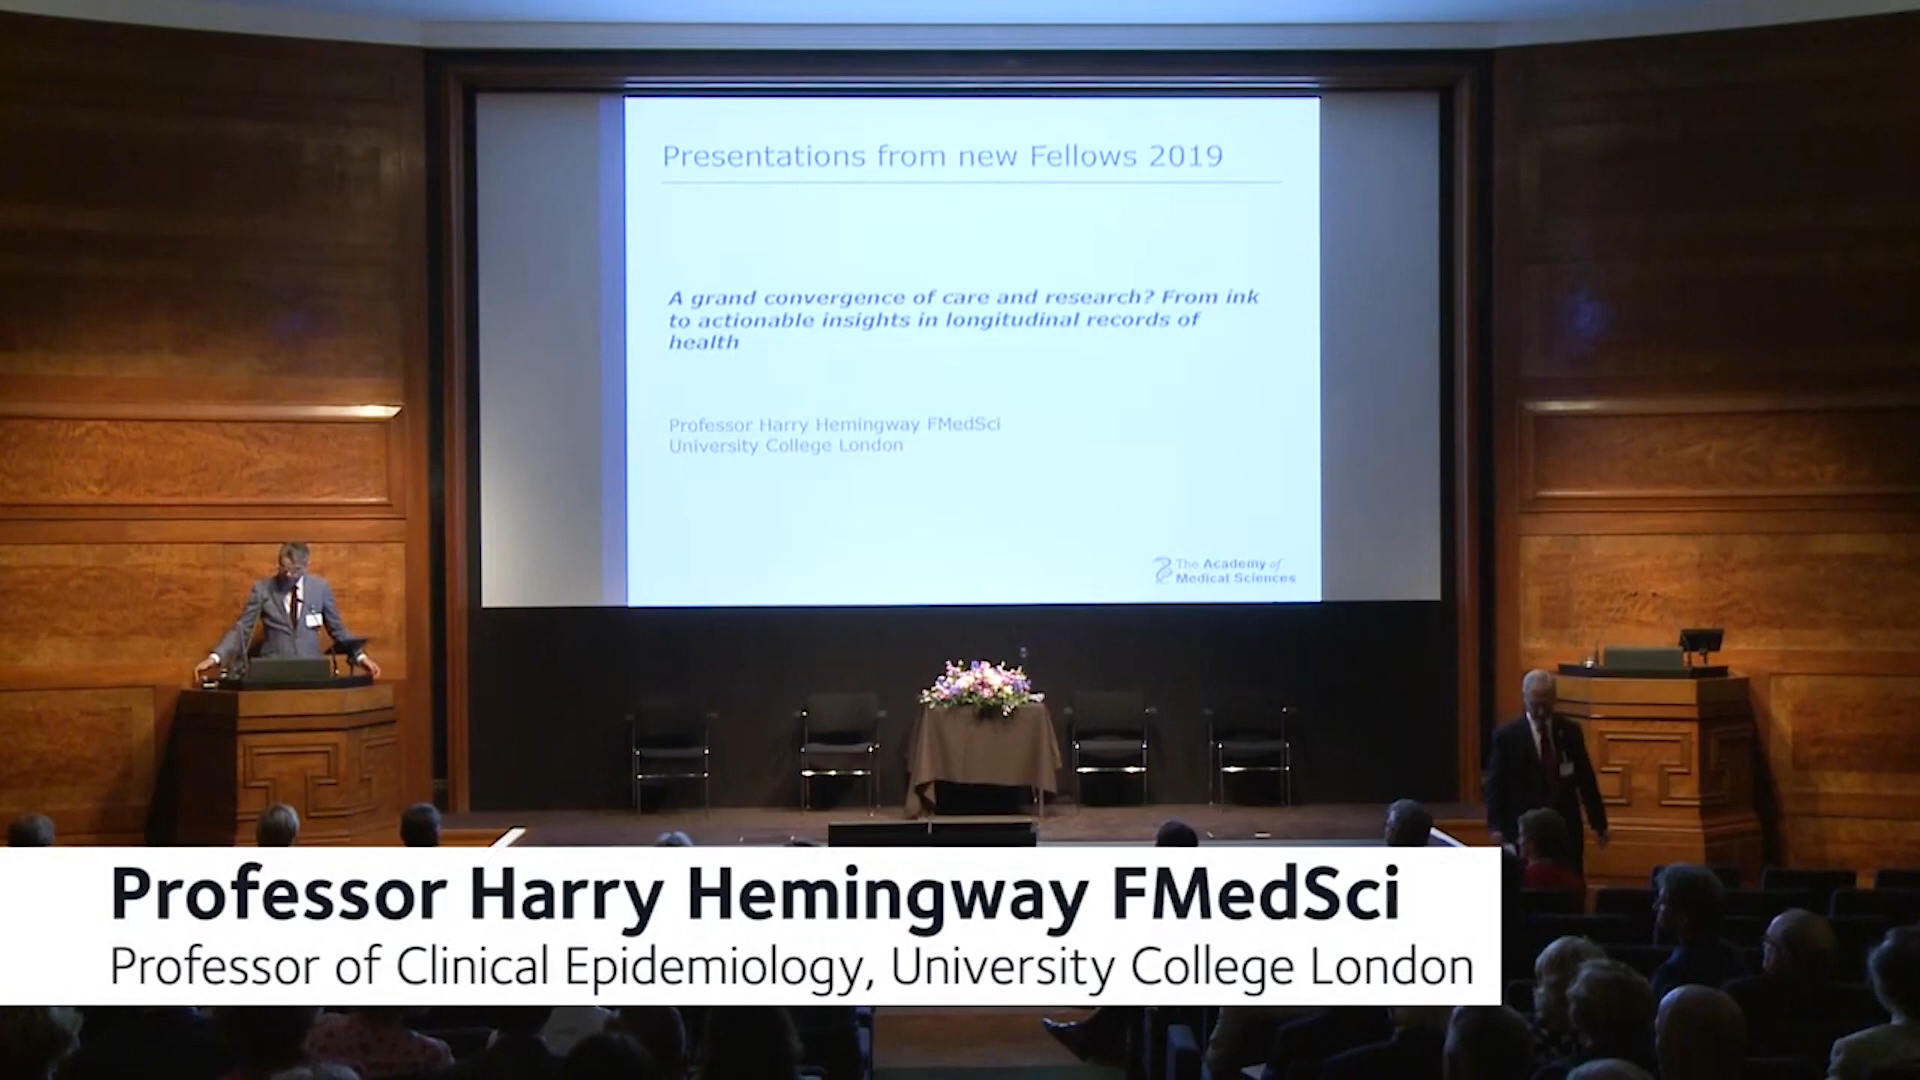 Presentations from new Fellows 2019
A grand convergence of care and research? From ink
to actionable insights in longitudinal records of
health
Professor Harry Hemingway FMedSci
University College London
The Academy of
Medical Sciences
Professor Harry Hemingway FMedSci
Professor of Clinical Epidemiology, University College London